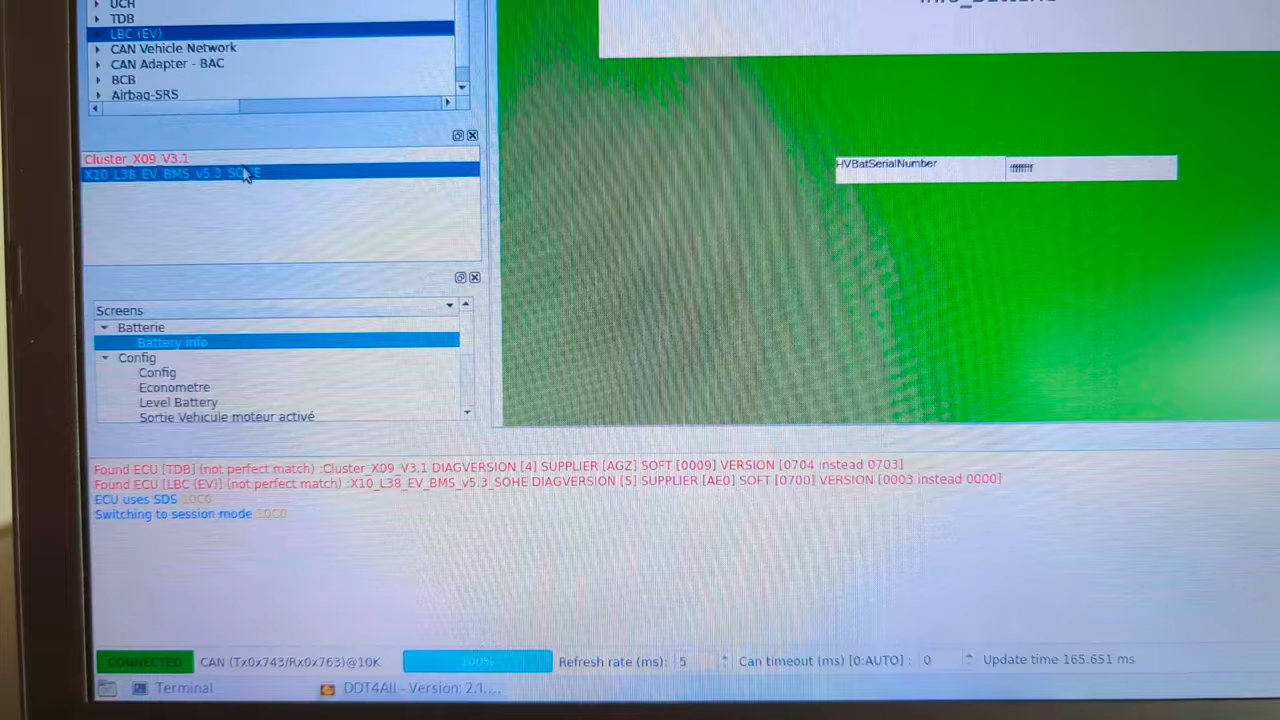 UCH
TDB
LBC (EV)
CAN Vehicle Network
CAN Adapter - BAC
BCB
Airbag-SRS
Cluster_X09_V3.1
X10_L38_EV_BMS_v5.3_SOHE
HVBatSerialNumber
Screens
Batterie
Battery info
Config
Config
Econometre
Level Battery
Sortie Vehicule moteur activé
Found ECU [TDB] (not perfect match) :Cluster_X09_V3.1 DIAGVERSION [4] SUPPLIER [AGZ] SOFT [0009] VERSION [0704 instead 0703]
Found ECU [LBC (EV)] (not perfect match) :X10_L38_EV_BMS_v5.3_SOHE DIAGVERSION [5] SUPPLIER [AE0] SOFT [0700] VERSION [0003 instead 0000]
ECU uses SDS 10C0
Switching to session mode 10C0
CONNECTED CAN (Tx0x743/Rx0x763)@10K 100% Refresh rate (ms): 5 Can timeout (ms) [0:AUTO] : 0 Update time 165.651 ms
Terminal DDT4All - Version: 2.1....